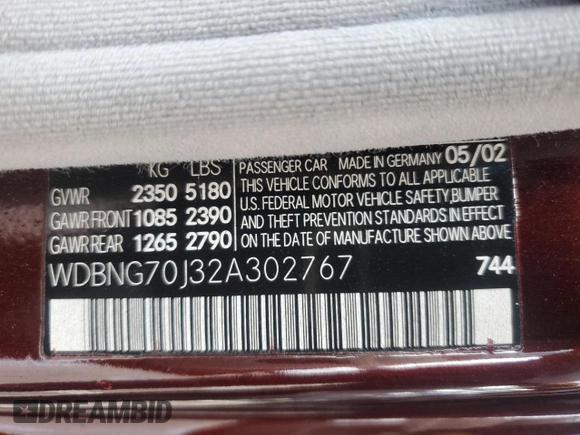 KG LBS
GVWR 2350 5180
GAWR FRONT 1085 2390
GAWR REAR 1265 2790
PASSENGER CAR MADE IN GERMANY 05/02
THIS VEHICLE CONFORMS TO ALL APPLICABLE
U.S. FEDERAL MOTOR VEHICLE SAFETY, BUMPER
AND THEFT PREVENTION STANDARDS IN EFFECT
ON THE DATE OF MANUFACTURE SHOWN ABOVE
WDBNG70J32A302767 744
DREAMBID